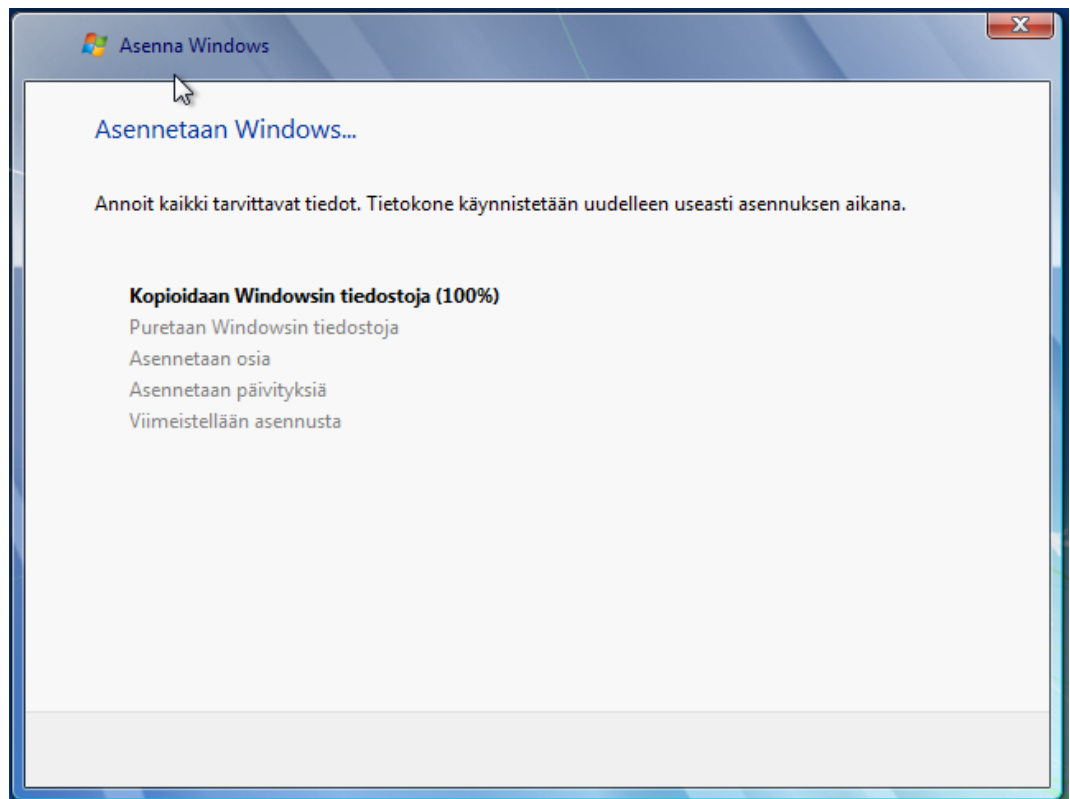 Asenna Windows
Asennetaan Windows...
Annoit kaikki tarvittavat tiedot. Tietokone käynnistetään uudelleen useasti asennuksen aikana.
Kopioidaan Windowsin tiedostoja (100%)
Puretaan Windowsin tiedostoja
Asennetaan osia
Asennetaan päivityksiä
Viimeistellään asennusta